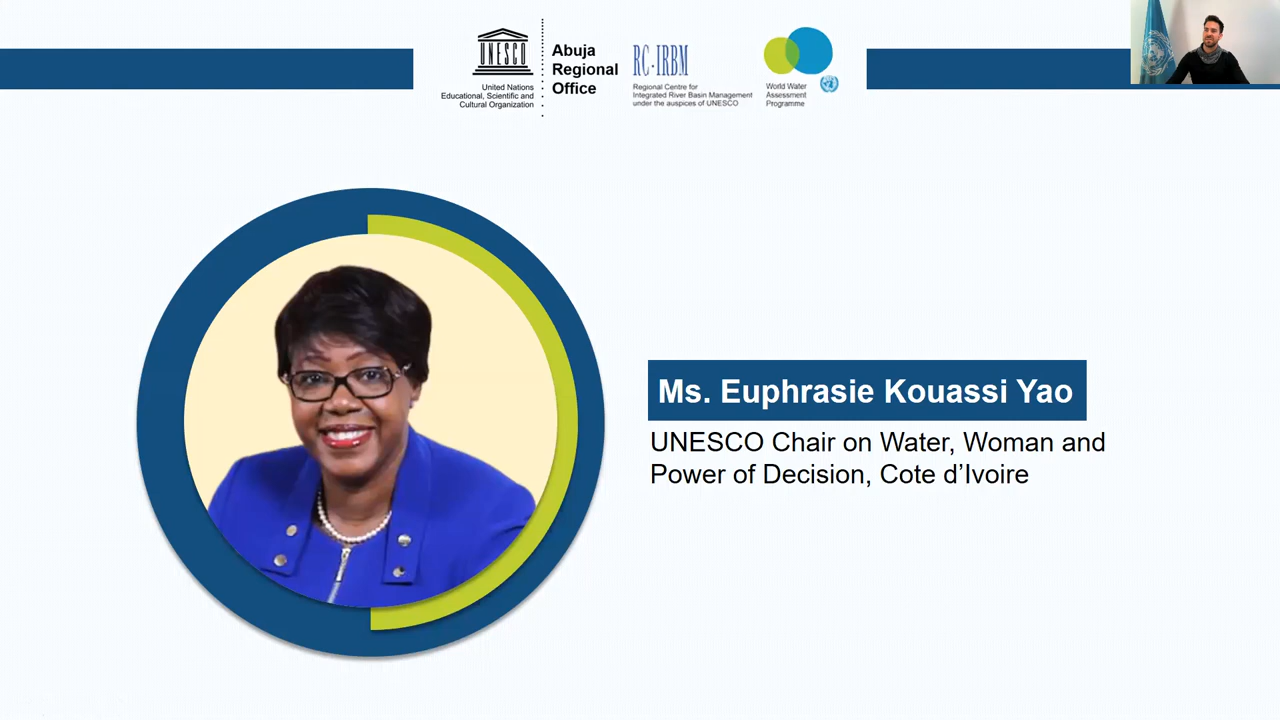 UNESCO
United Nations
Educational, Scientific and
Cultural Organization
Abuja
Regional
Office
RC-IRBM
Regional Centre for
Integrated River Basin Management
under the auspices of UNESCO
World Water
Assessment
Programme
Ms. Euphrasie Kouassi Yao
UNESCO Chair on Water, Woman and
Power of Decision, Cote d’Ivoire